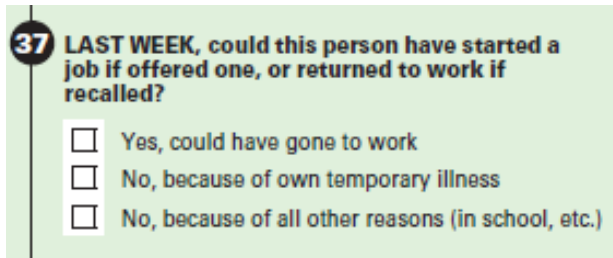 37 LAST WEEK, could this person have started a
job if offered one, or returned to work if
recalled?
Yes, could have gone to work
No, because of own temporary illness
No, because of all other reasons (in school, etc.)